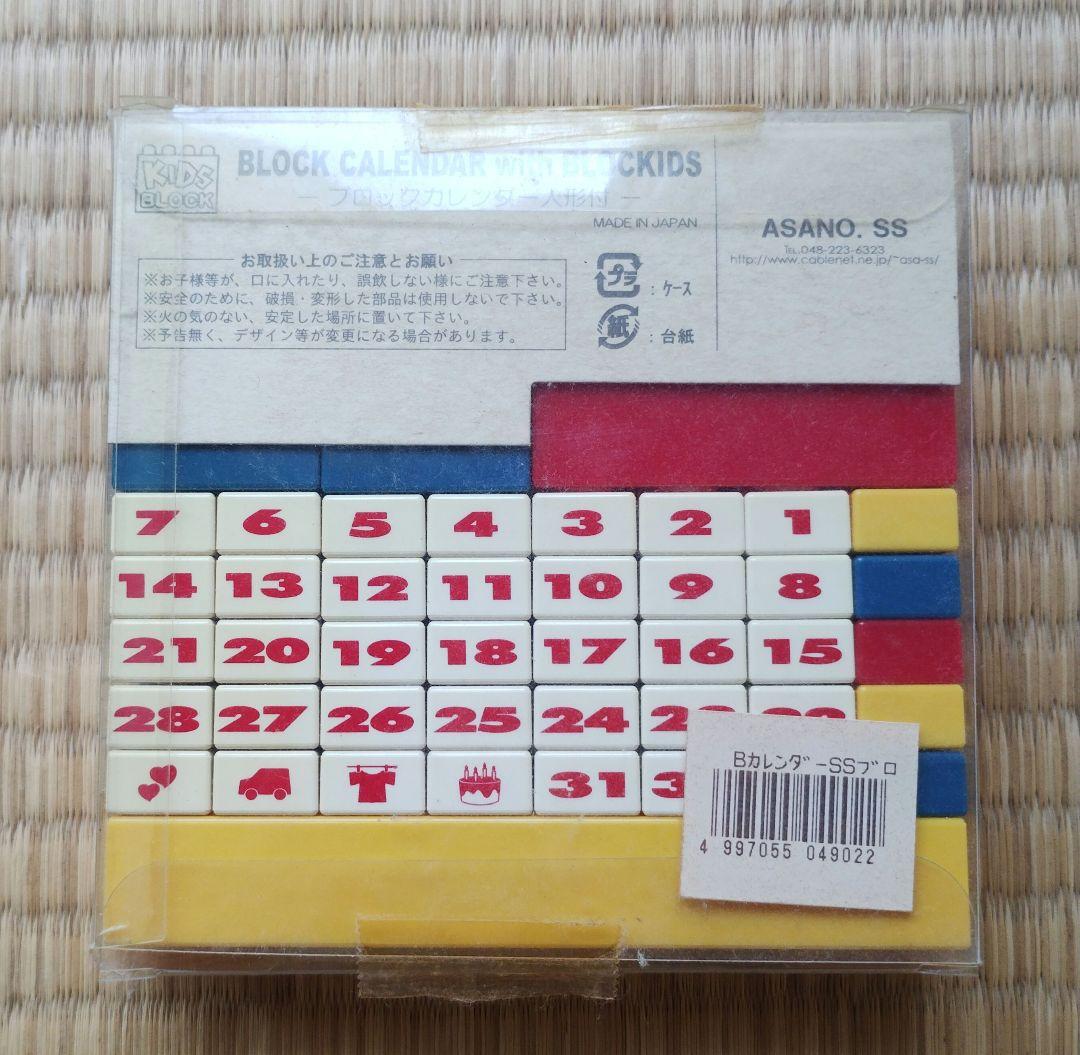 KIDS
BLOCK
BLOCK CALENDAR with BLOCKIDS
― ブロックカレンダー人形付 ―
MADE IN JAPAN
ASANO. SS
TEL.048-223-6323
http://www.cablenet.ne.jp/~asa-ss/
お取扱い上のご注意とお願い
※お子様等が、口に入れたり、誤飲しない様にご注意下さい。
※安全のために、破損・変形した部品は使用しないで下さい。
※火の気のない、安定した場所に置いて下さい。
※予告無く、デザイン等が変更になる場合があります。
プラ : ケース
紙 : 台紙
7 6 5 4 3 2 1
14 13 12 11 10 9 8
21 20 19 18 17 16 15
28 27 26 25 24
31
BカレンダーSSブロ
4 997055 049022